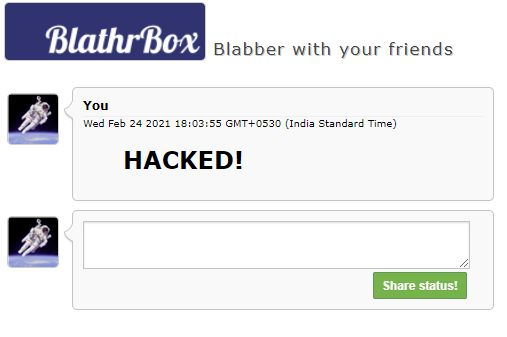 BlathrBox Blabber with your friends
You
Wed Feb 24 2021 18:03:55 GMT+0530 (India Standard Time)
HACKED!
Share status!